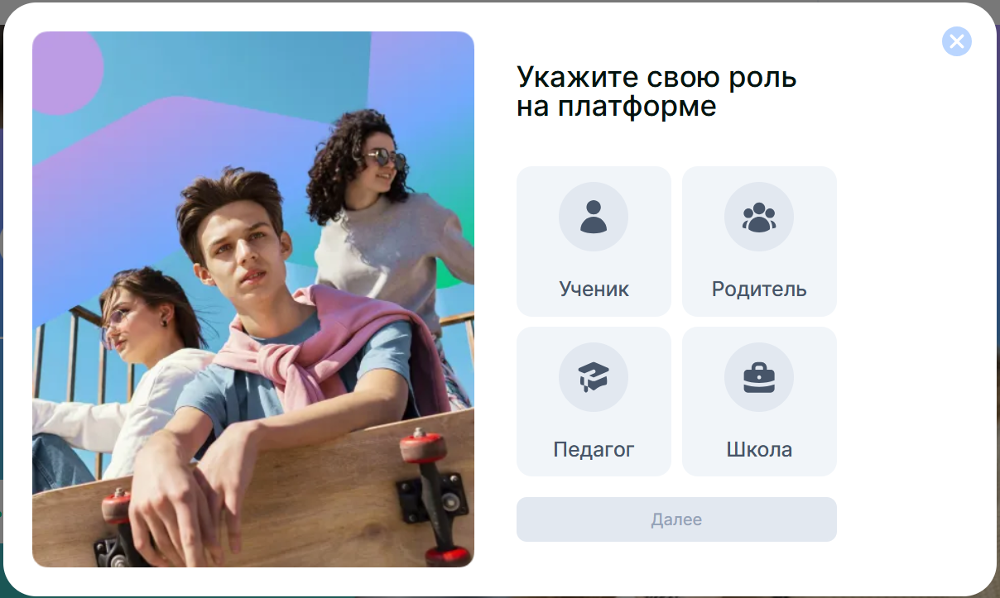 Укажите свою роль
на платформе
Ученик
Родитель
Педагог
Школа
Далее